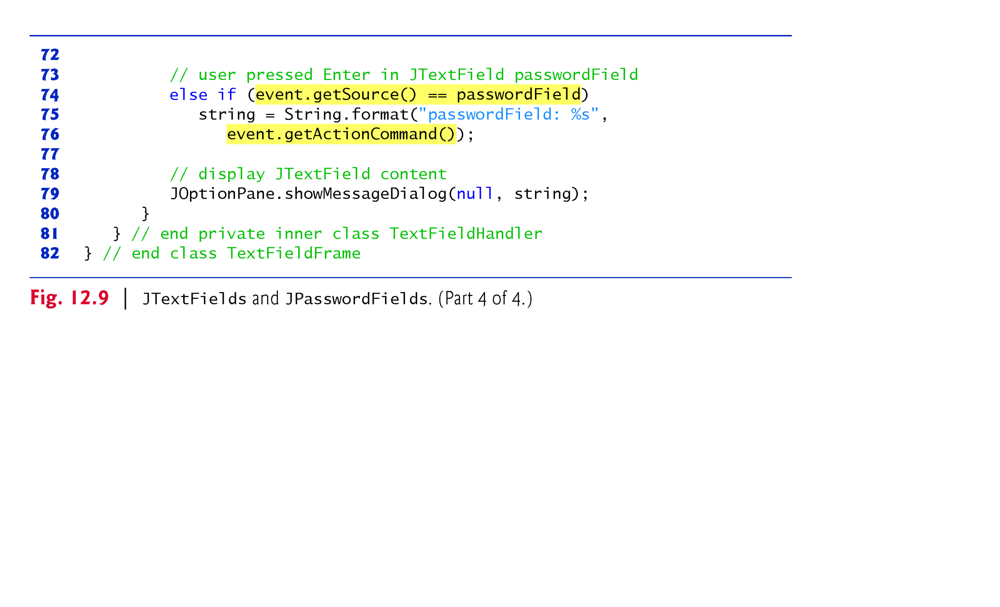 72
73 // user pressed Enter in JTextField passwordField
74 else if (event.getSource() == passwordField)
75 string = String.format("passwordField: %s",
76 event.getActionCommand());
77
78 // display JTextField content
79 JOptionPane.showMessageDialog(null, string);
80 }
81 } // end private inner class TextFieldHandler
82 } // end class TextFieldFrame
Fig. 12.9 | JTextFields and JPasswordFields. (Part 4 of 4.)